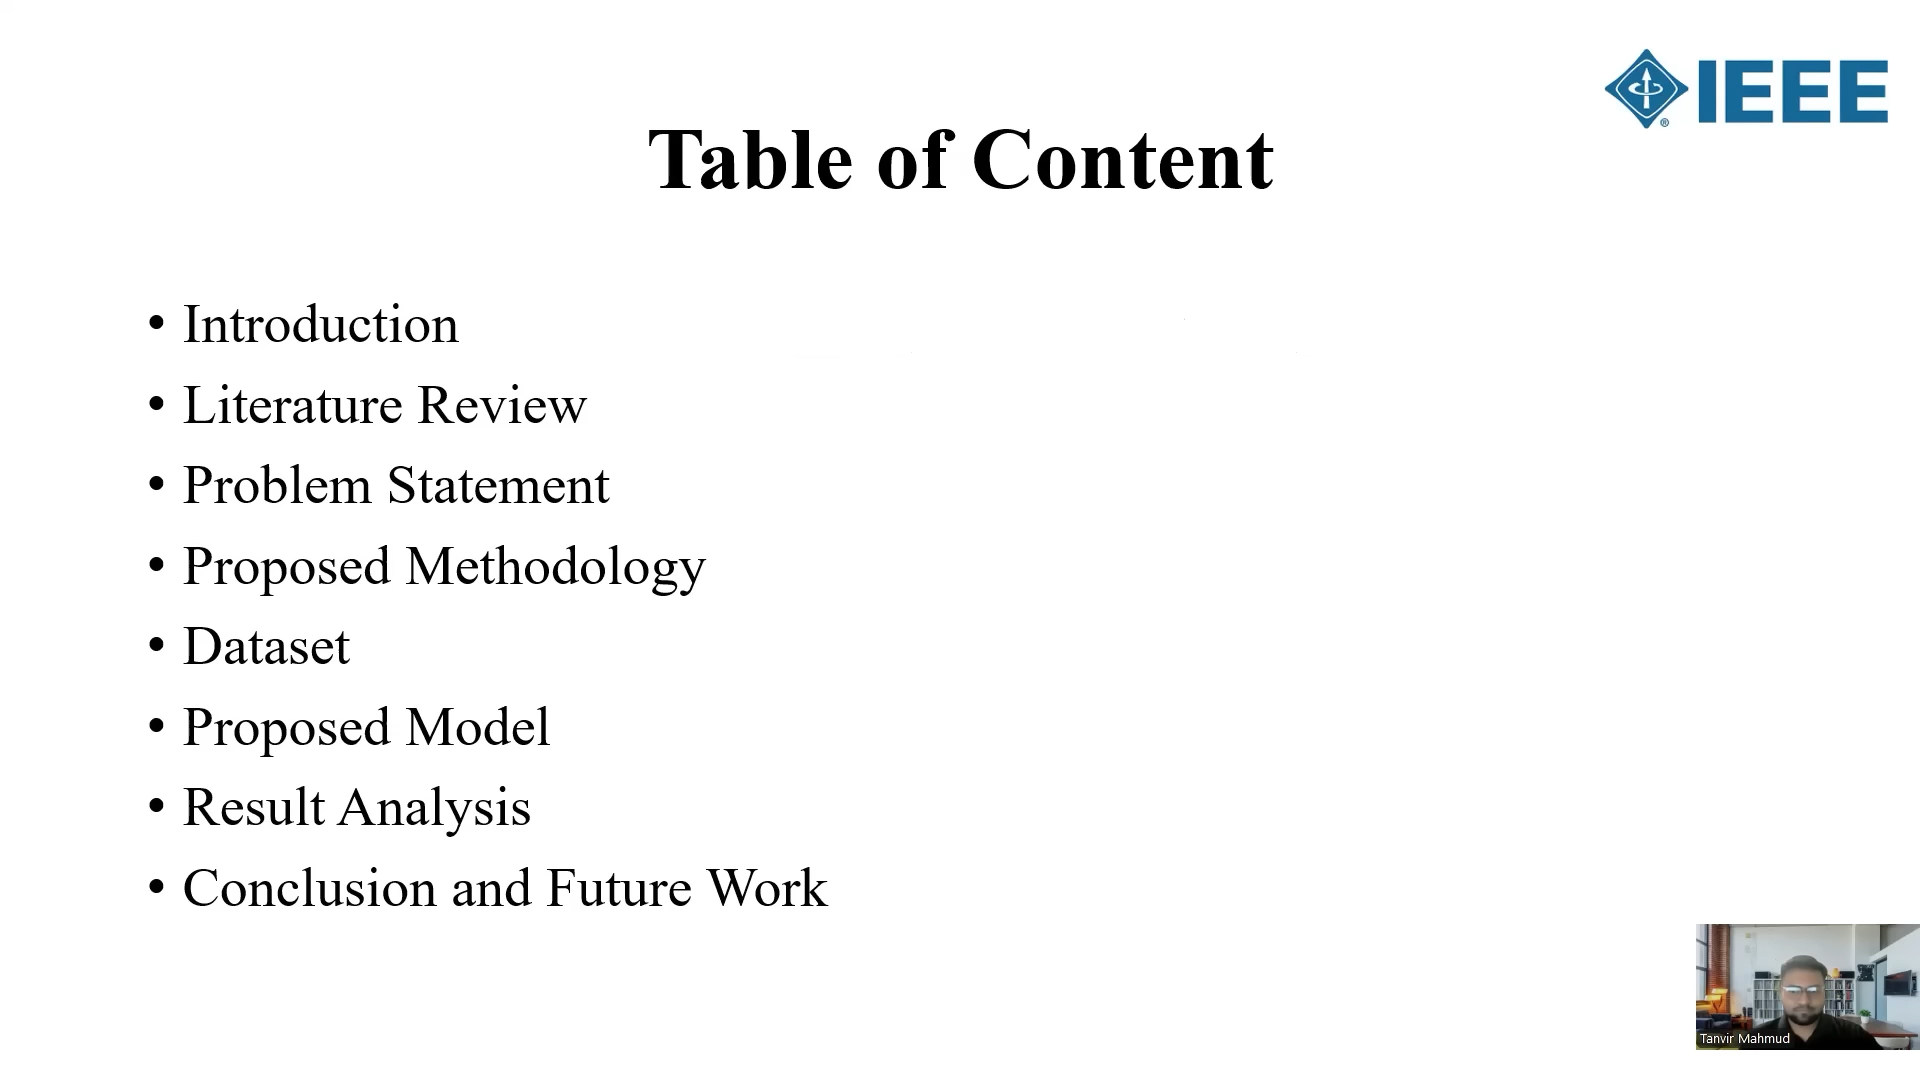 IEEE
®
Table of Content
• Introduction
• Literature Review
• Problem Statement
• Proposed Methodology
• Dataset
• Proposed Model
• Result Analysis
• Conclusion and Future Work
Tanvir Mahmud